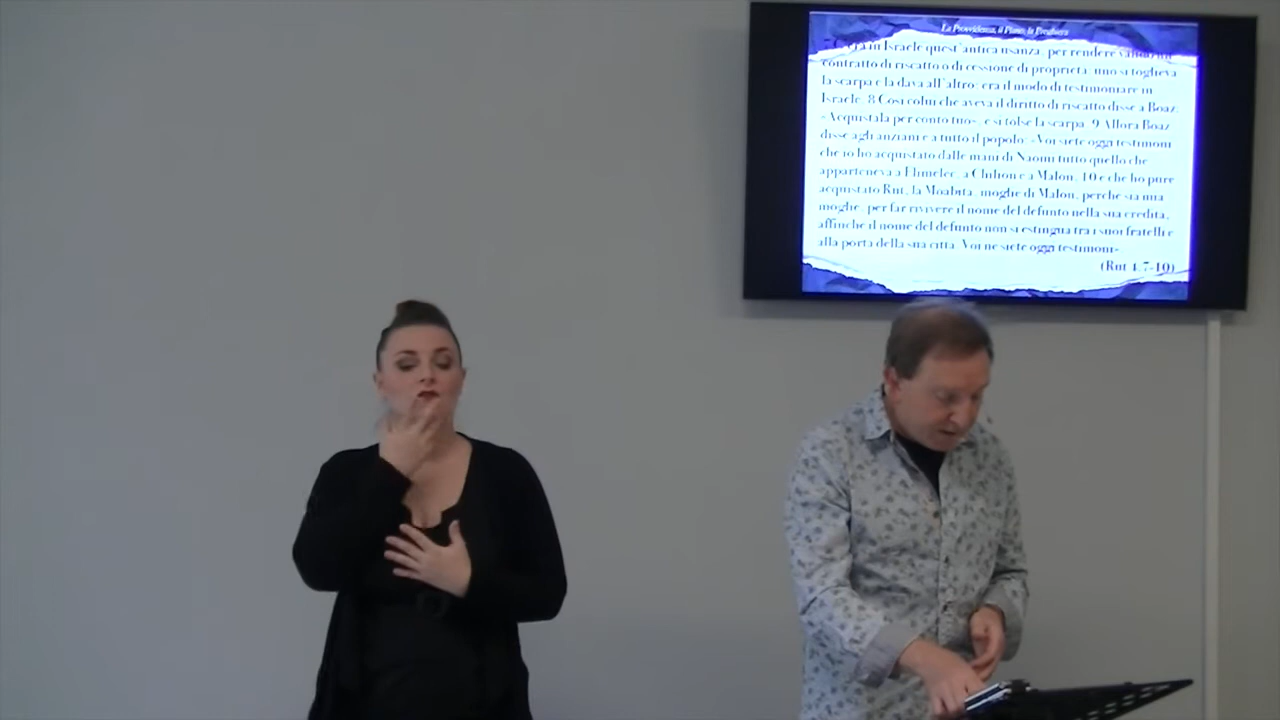 La Provvidenza, il Piano, la Preghiera
era in Israele quest'antica usanza, per rendere valido un
contratto di riscatto o di cessione di proprietà: uno si toglieva
la scarpa e la dava all'altro; era il modo di testimoniare in
Israele. 8 Così colui che aveva il diritto di riscatto disse a Boaz:
«Acquistala per conto tuo», e si tolse la scarpa. 9 Allora Boaz
disse agli anziani e a tutto il popolo: «Voi siete oggi testimoni
che io ho acquistato dalle mani di Naomi tutto quello che
apparteneva a Elimelec, a Chilion e a Malon, 10 e che ho pure
acquistato Rut, la Moabita, moglie di Malon, perché sia mia
moglie, per far rivivere il nome del defunto nella sua eredità,
affinché il nome del defunto non si estingua tra i suoi fratelli e
alla porta della sua città. Voi ne siete oggi testimoni».
(Rut 4:7-10)